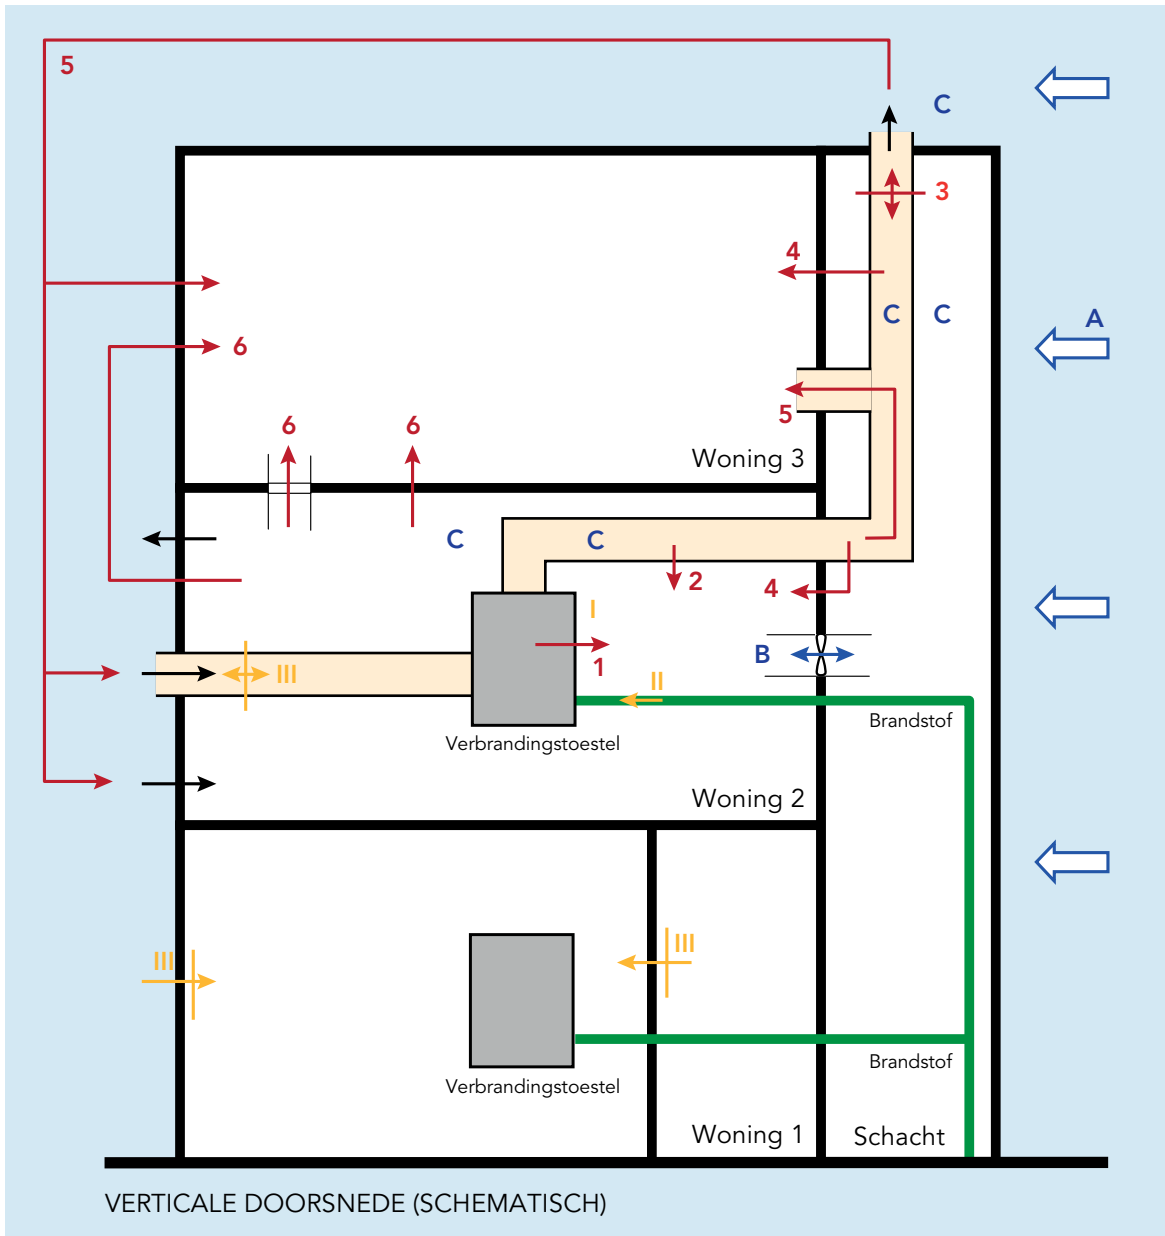 5
C
3
4
C
C
A
6
5
6
6
Woning 3
C
C
2
4
I
1
B
III
II
Brandstof
Verbrandingstoestel
Woning 2
III
III
Brandstof
Verbrandingstoestel
Woning 1
Schacht
VERTICALE DOORSNEDE (SCHEMATISCH)